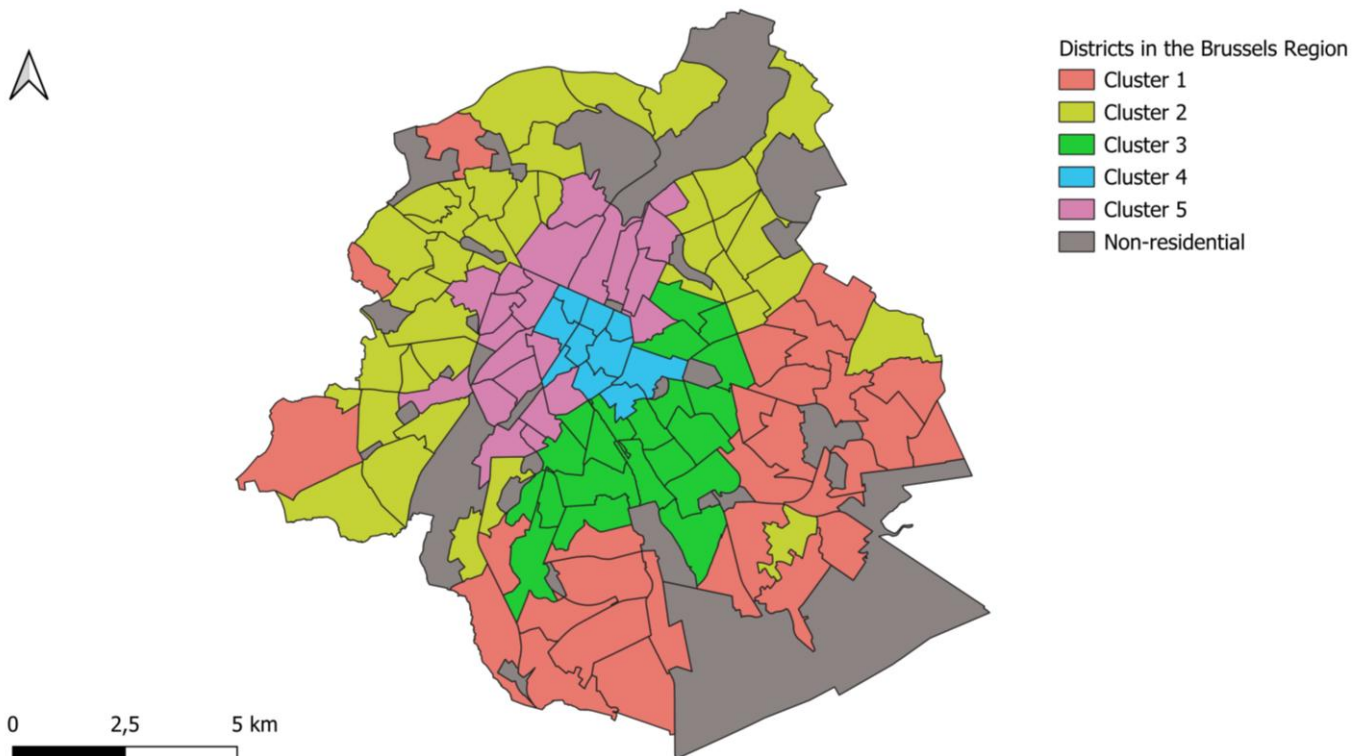 Districts in the Brussels Region
Cluster 1
Cluster 2
Cluster 3
Cluster 4
Cluster 5
Non-residential
0 2,5 5 km